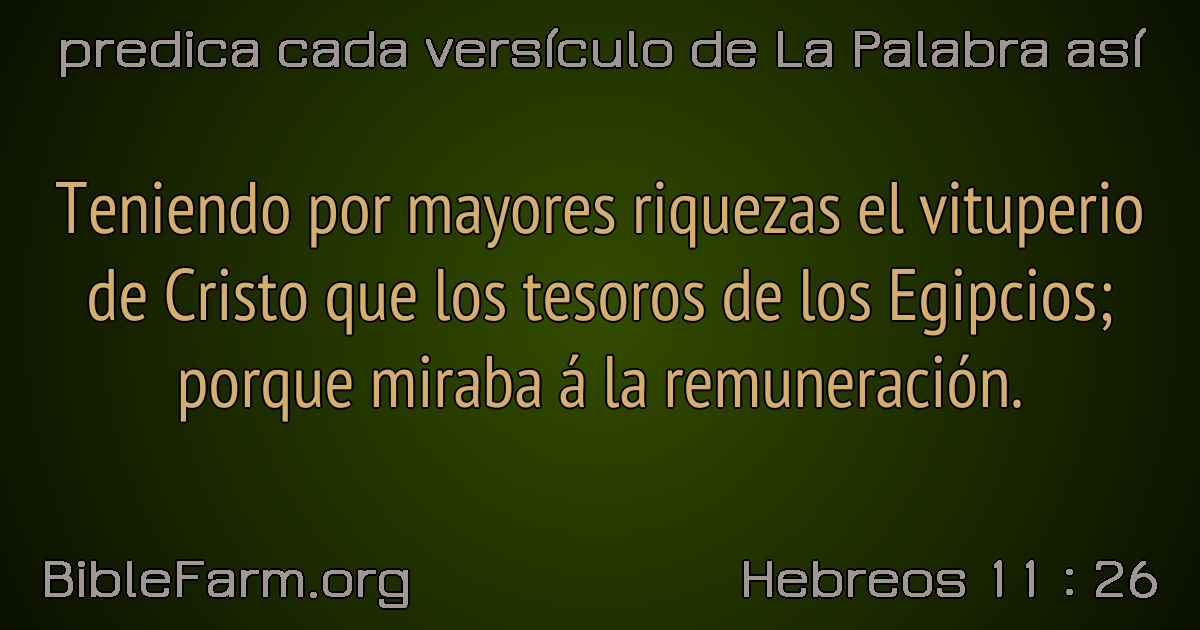 predica cada versículo de La Palabra así
Teniendo por mayores riquezas el vituperio
de Cristo que los tesoros de los Egipcios;
porque miraba á la remuneración.
BibleFarm.org
Hebreos 11 : 26